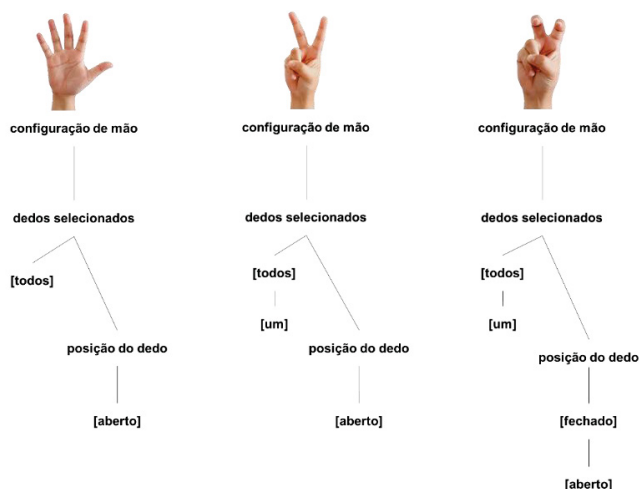 configuração de mão
dedos selecionados
[todos]
posição do dedo
[aberto]
configuração de mão
dedos selecionados
[todos]
[um]
posição do dedo
[aberto]
configuração de mão
dedos selecionados
[todos]
[um]
posição do dedo
[fechado]
[aberto]